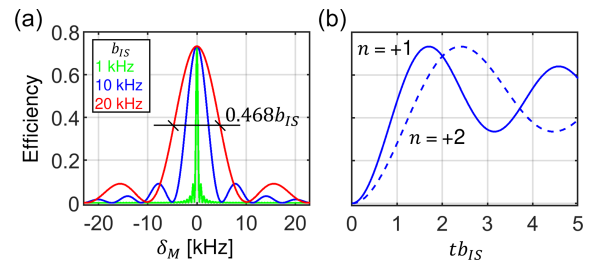 (a)
(b)
0.8
0.6
0.4
0.2
0
Efficiency
b_IS
1 kHz
10 kHz
20 kHz
0.468b_IS
-20 -10 0 10 20
δ_M [kHz]
n = +1
n = +2
0 1 2 3 4 5
tb_IS